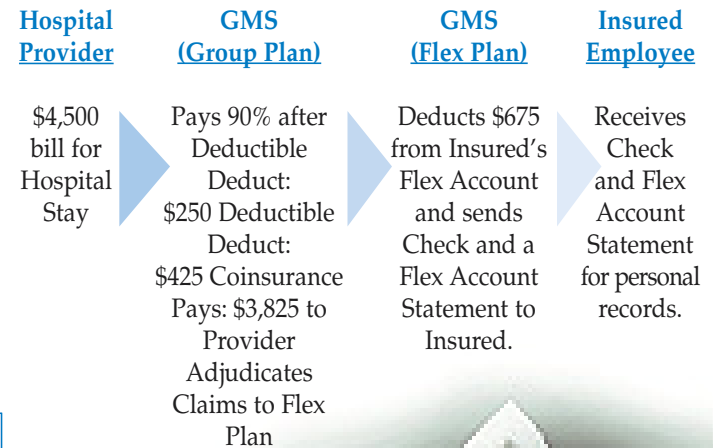 Hospital
Provider
$4,500
bill for
Hospital
Stay
GMS
(Group Plan)
Pays 90% after
Deductible
Deduct:
$250 Deductible
Deduct:
$425 Coinsurance
Pays: $3,825 to
Provider
Adjudicates
Claims to Flex
Plan
GMS
(Flex Plan)
Deducts $675
from Insured's
Flex Account
and sends
Check and a
Flex Account
Statement to
Insured.
Insured
Employee
Receives
Check
and Flex
Account
Statement
for personal
records.